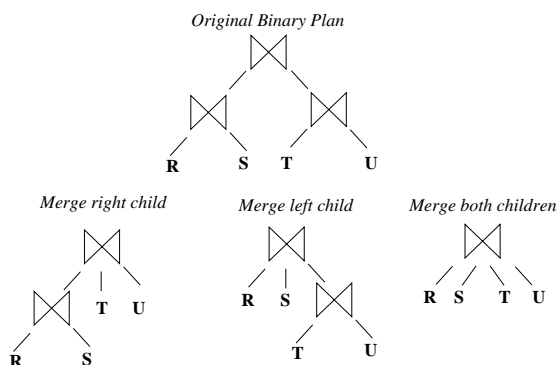 Original Binary Plan
R S T U
Merge right child Merge left child Merge both children
T U R S R S T U
R S T U